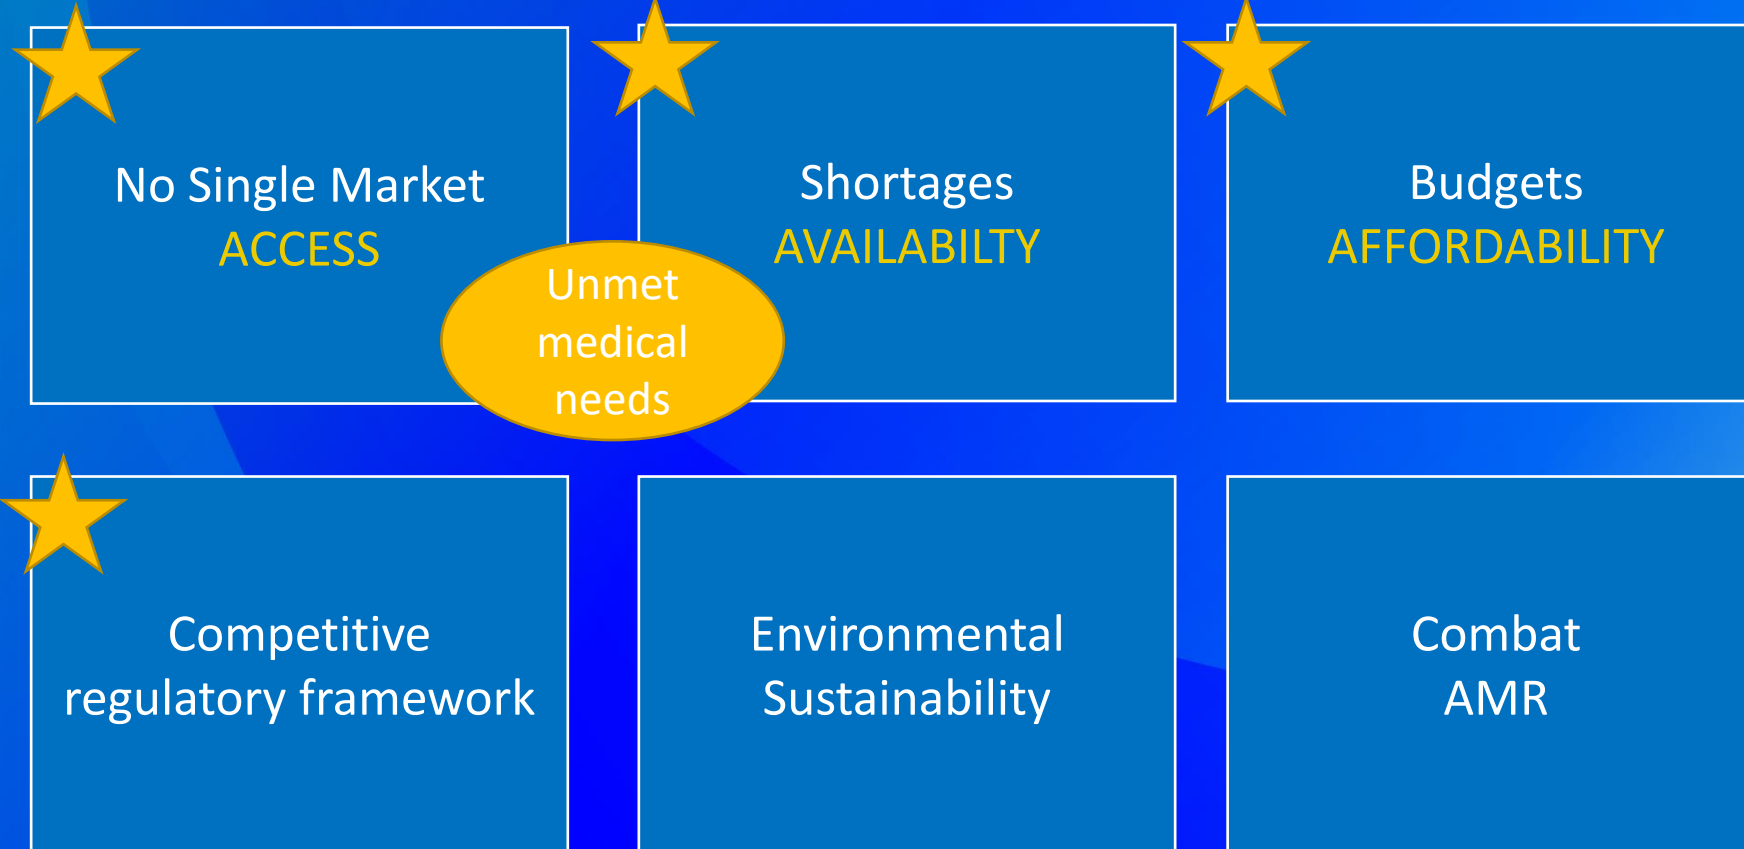 No Single Market
ACCESS
Shortages
AVAILABILTY
Budgets
AFFORDABILITY
Unmet
medical
needs
Competitive
regulatory framework
Environmental
Sustainability
Combat
AMR